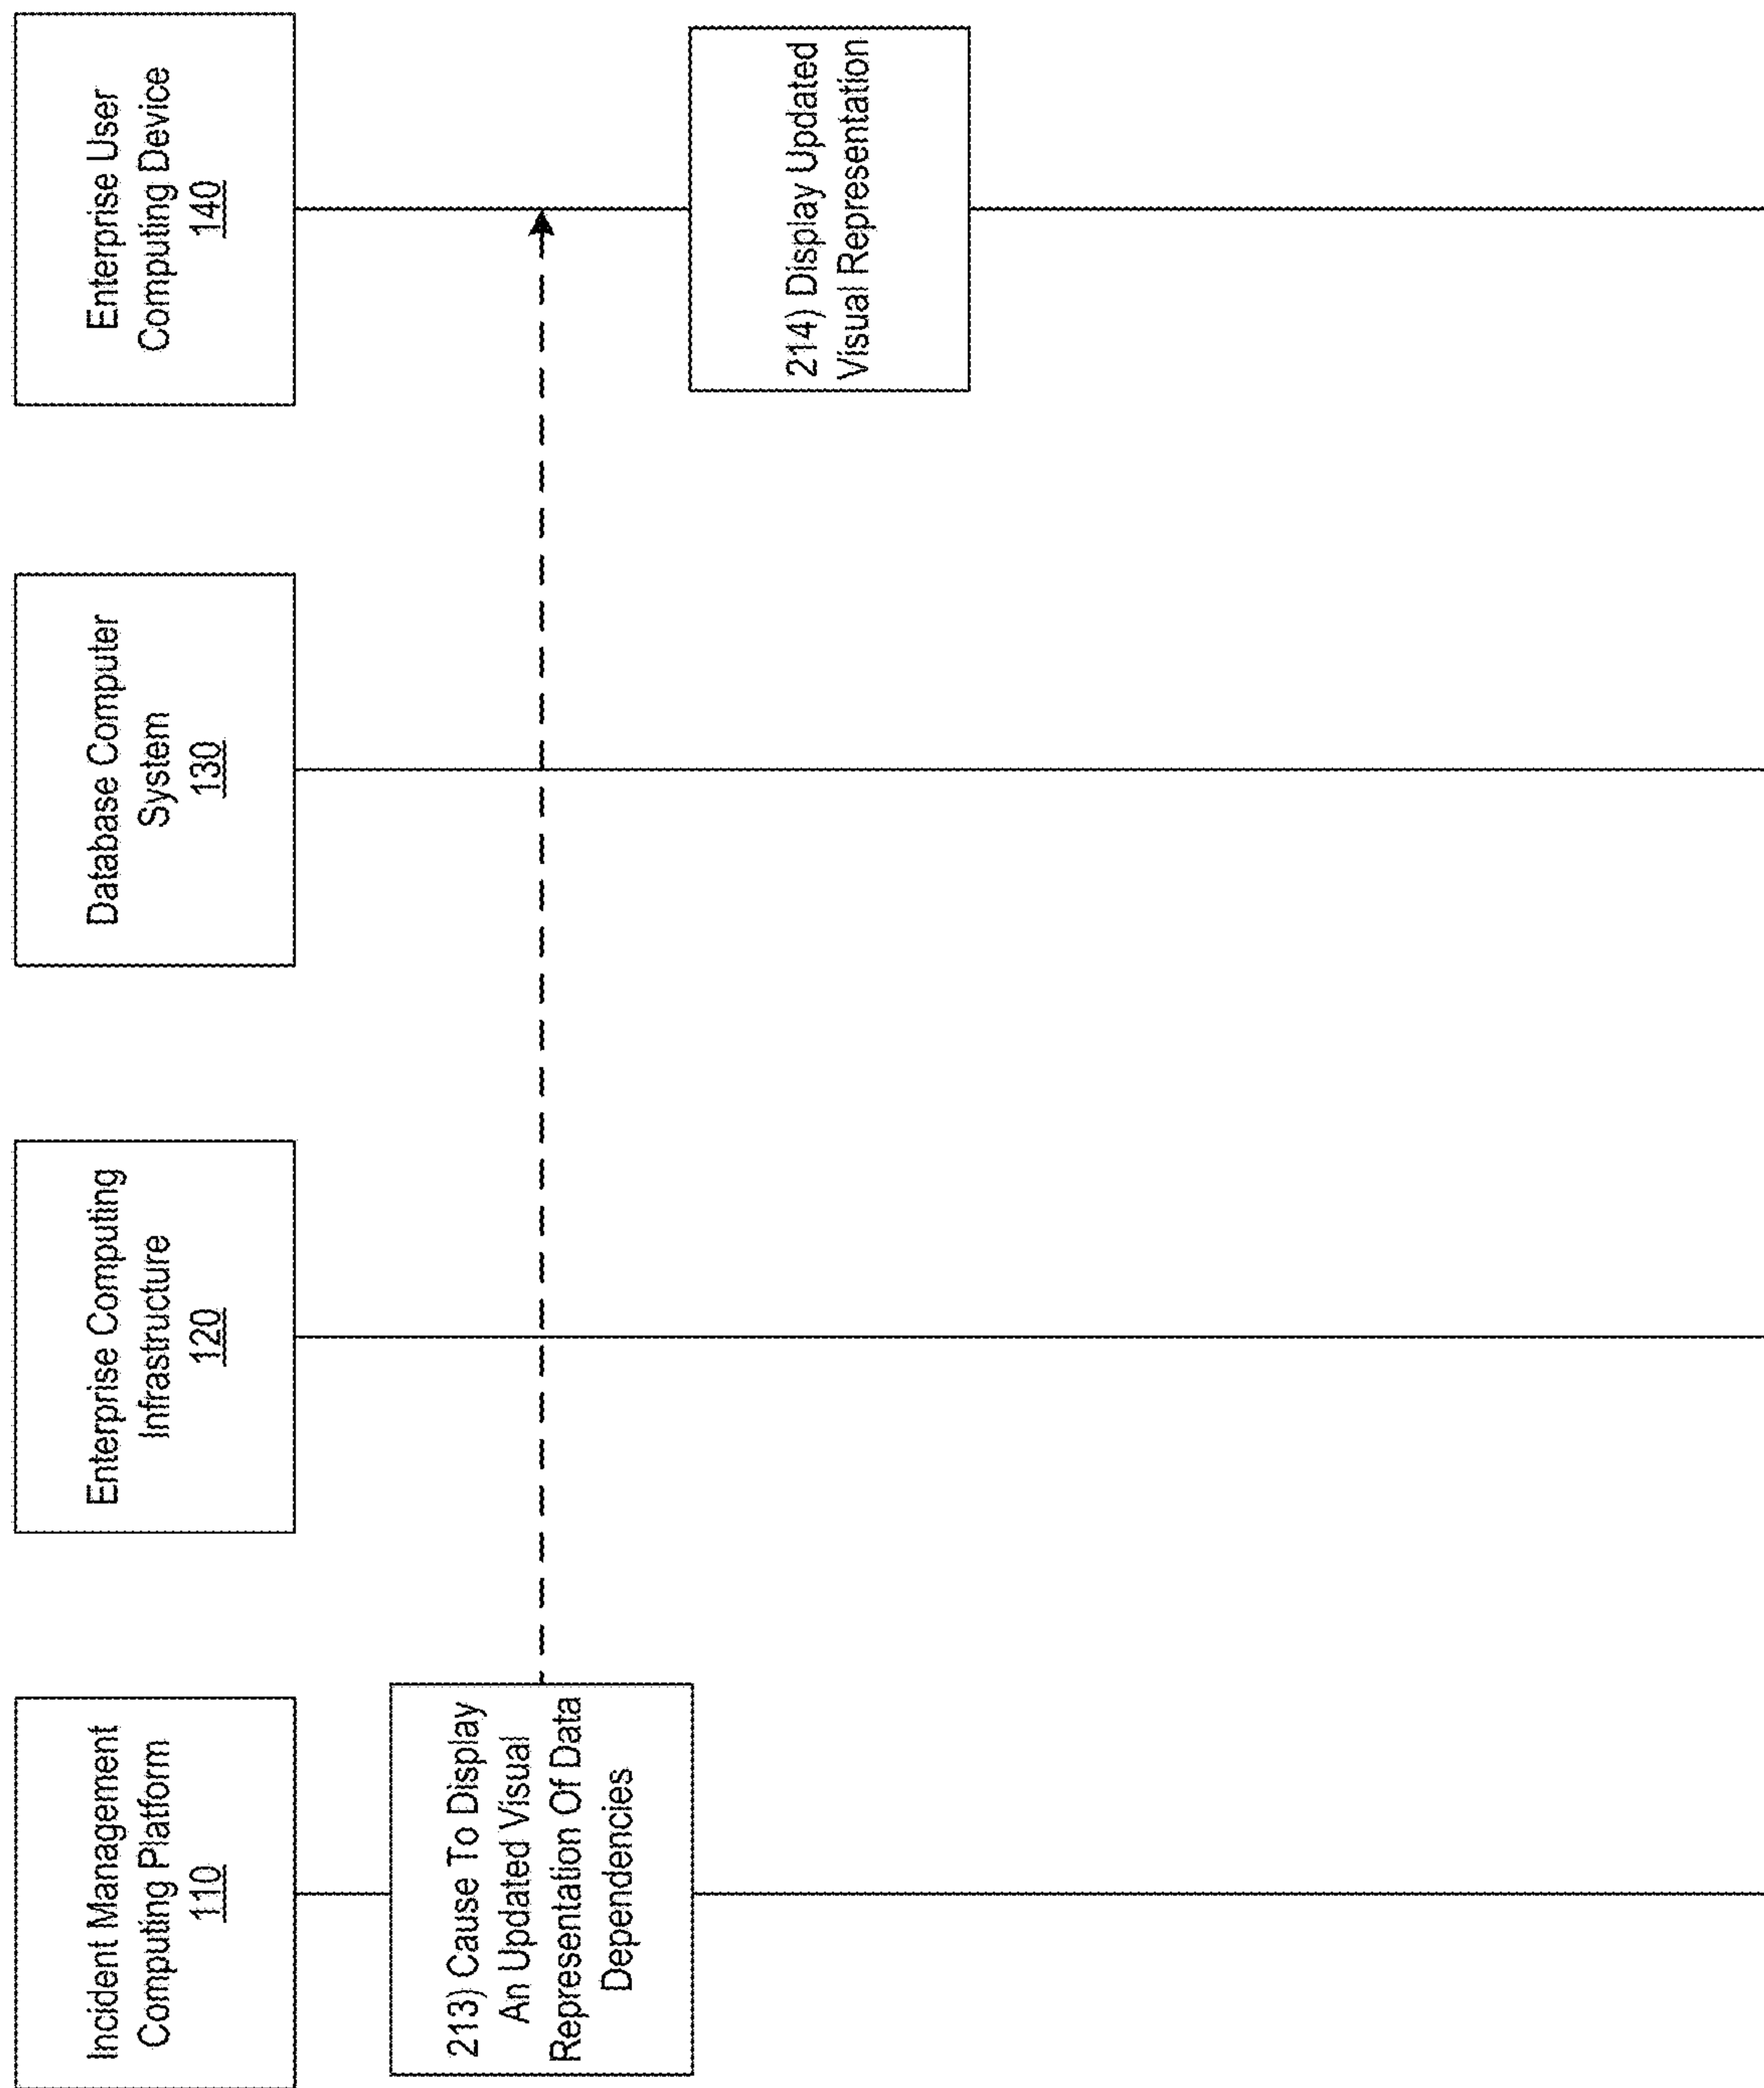 Incident Management
Computing Platform
110
Enterprise Computing
Infrastructure
120
Database Computer
System
130
Enterprise User
Computing Device
140
213) Cause To Display
An Updated Visual
Representation Of Data
Dependencies
214) Display Updated
Visual Representation